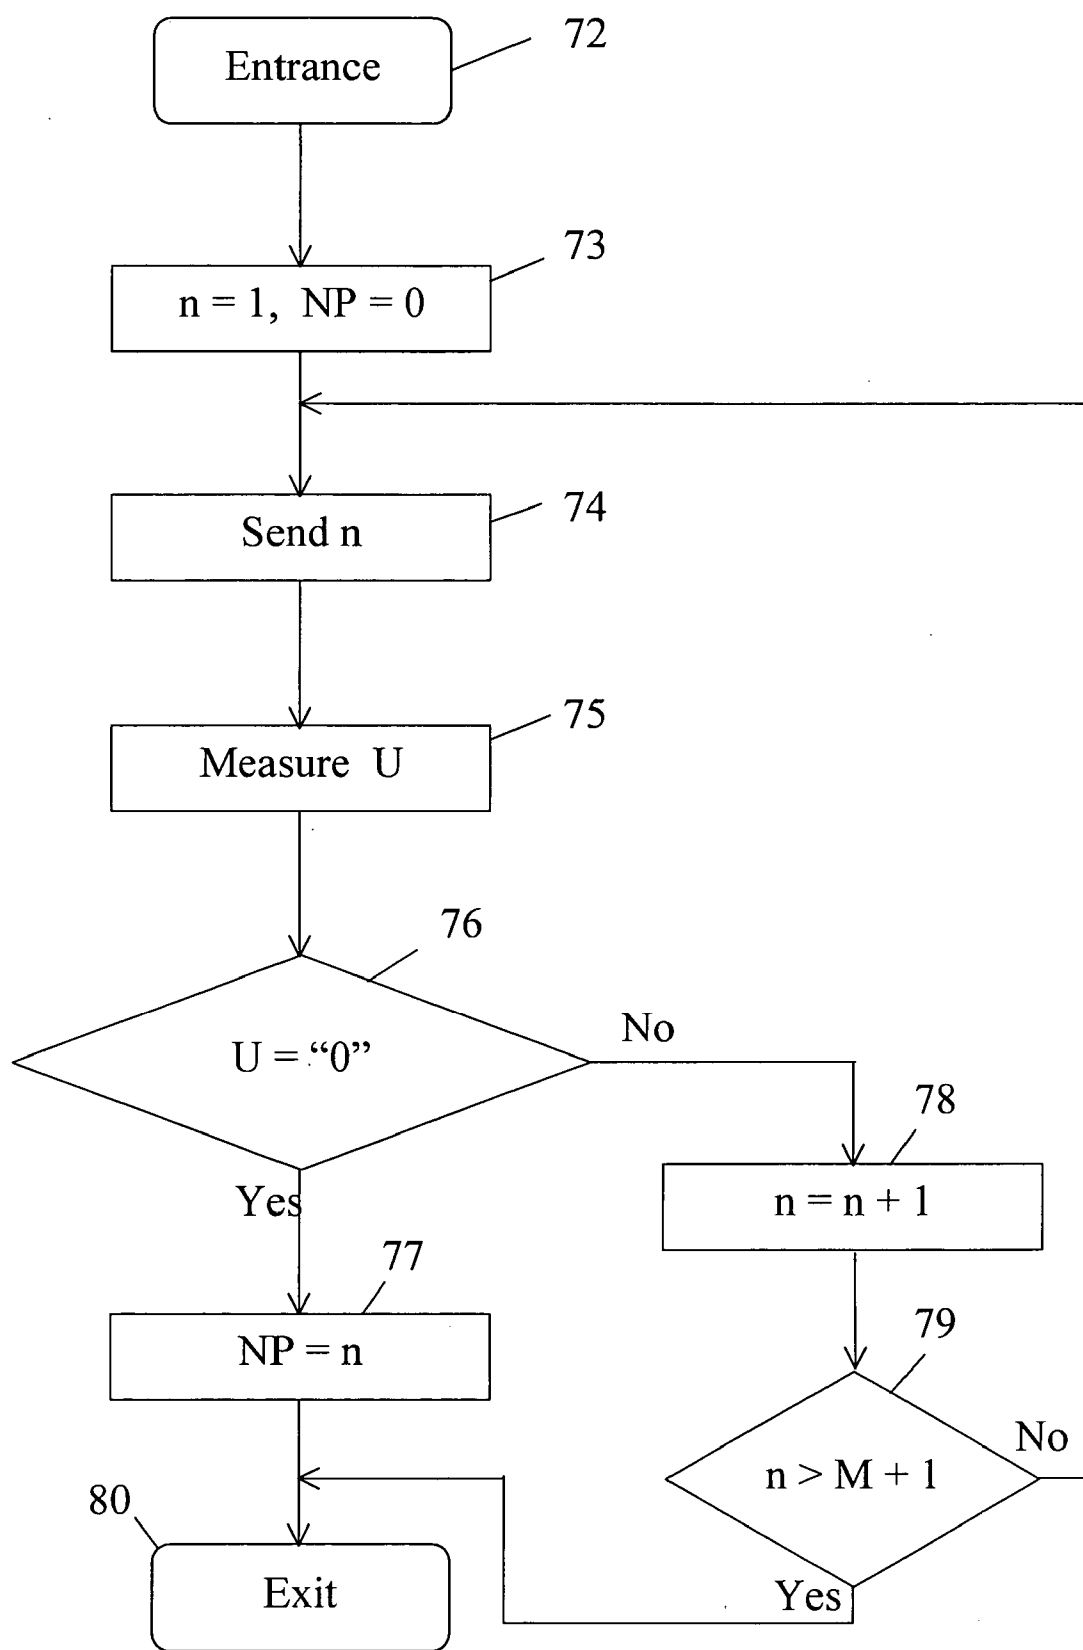 72
Entrance
73
n = 1, NP = 0
74
Send n
75
Measure U
76
U = “0”
No
Yes
78
n = n + 1
77
NP = n
79
n > M + 1
No
Yes
80
Exit